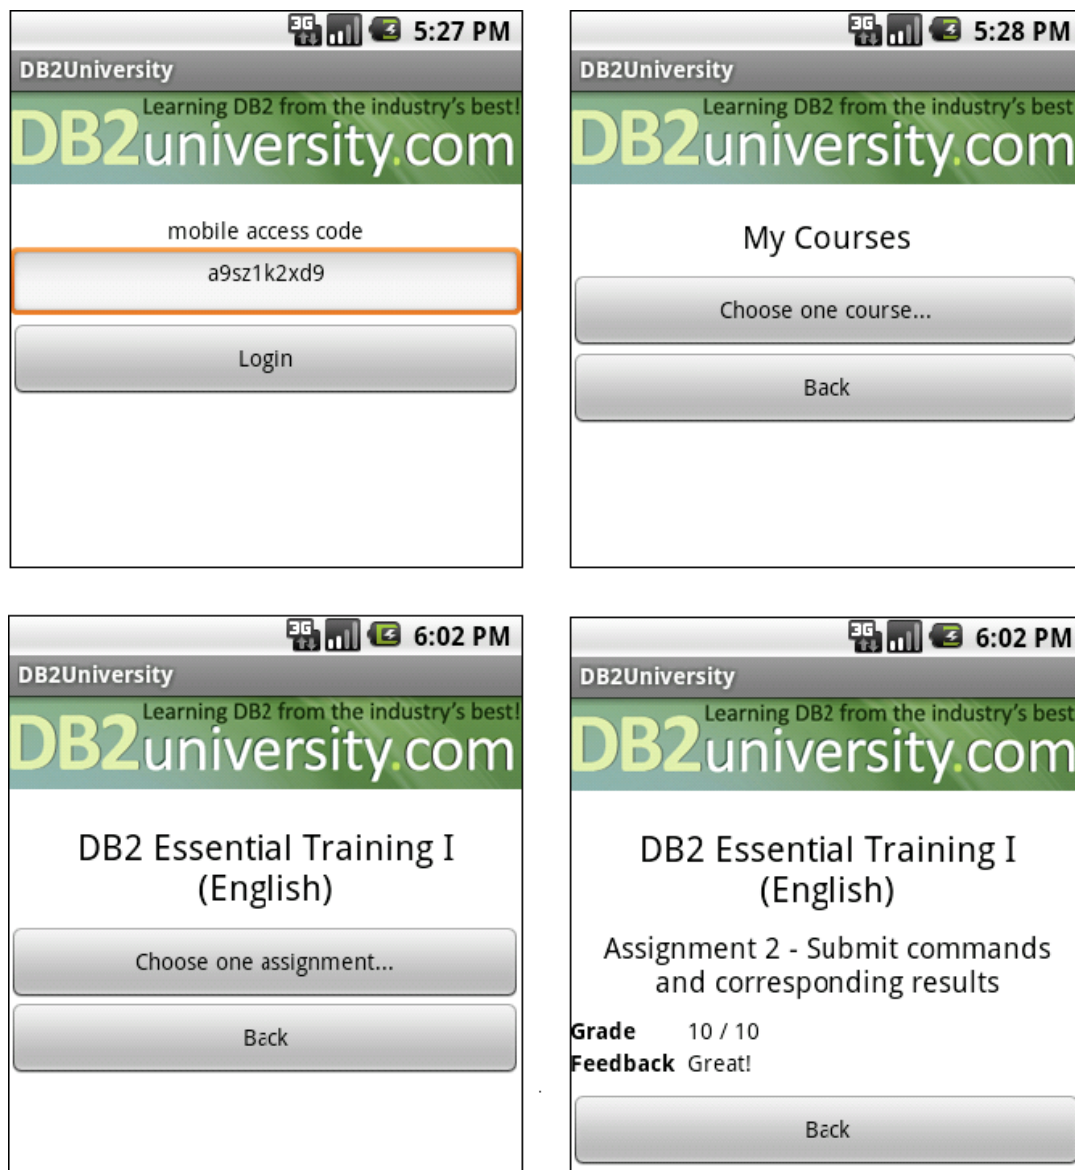 3G 5:27 PM
DB2University
Learning DB2 from the industry's best!
DB2university.com
mobile access code
a9sz1k2xd9
Login
3G 5:28 PM
DB2University
Learning DB2 from the industry's best
DB2university.com
My Courses
Choose one course...
Back
3G 6:02 PM
DB2University
Learning DB2 from the industry's best!
DB2university.com
DB2 Essential Training I
(English)
Choose one assignment...
Back
3G 6:02 PM
DB2University
Learning DB2 from the industry's best
DB2university.com
DB2 Essential Training I
(English)
Assignment 2 - Submit commands
and corresponding results
Grade 10 / 10
Feedback Great!
Back